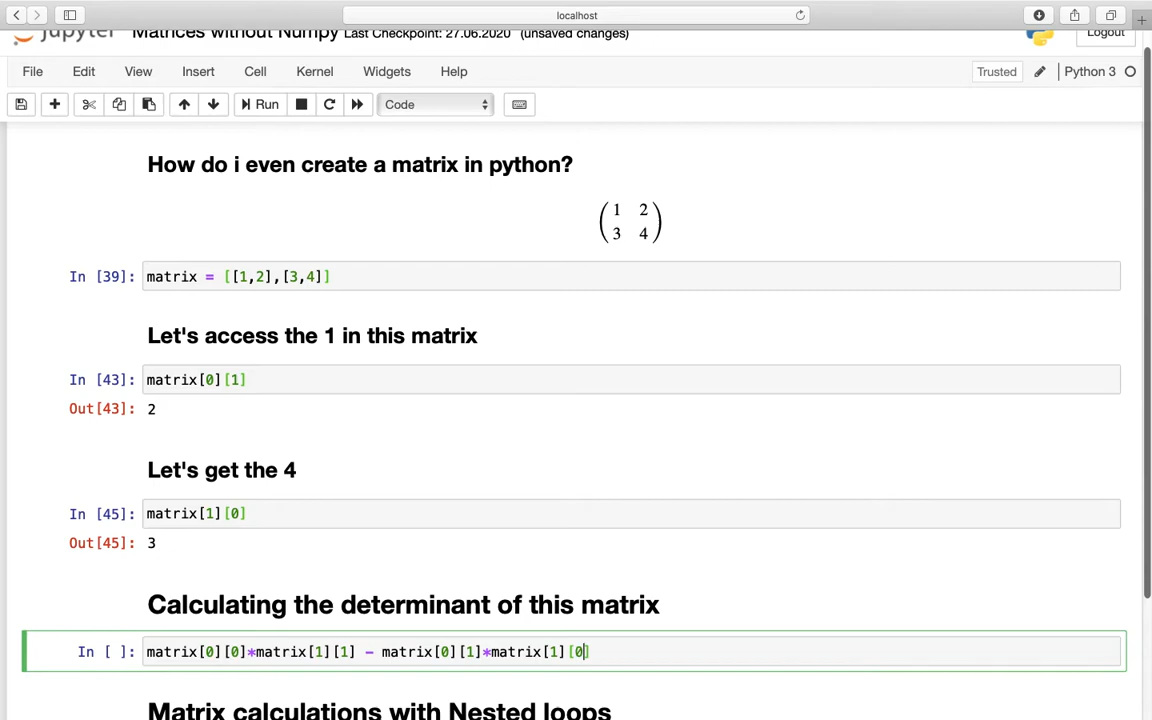 localhost
jupyter Matrices without Numpy Last Checkpoint: 27.06.2020 (unsaved changes) Logout
File Edit View Insert Cell Kernel Widgets Help Trusted Python 3
Run Code
How do i even create a matrix in python?
1 2
3 4
In [39]: matrix = [[1,2],[3,4]]
Let's access the 1 in this matrix
In [43]: matrix[0][1]
Out[43]: 2
Let's get the 4
In [45]: matrix[1][0]
Out[45]: 3
Calculating the determinant of this matrix
In [ ]: matrix[0][0]*matrix[1][1] - matrix[0][1]*matrix[1][0]
Matrix calculations with Nested loops